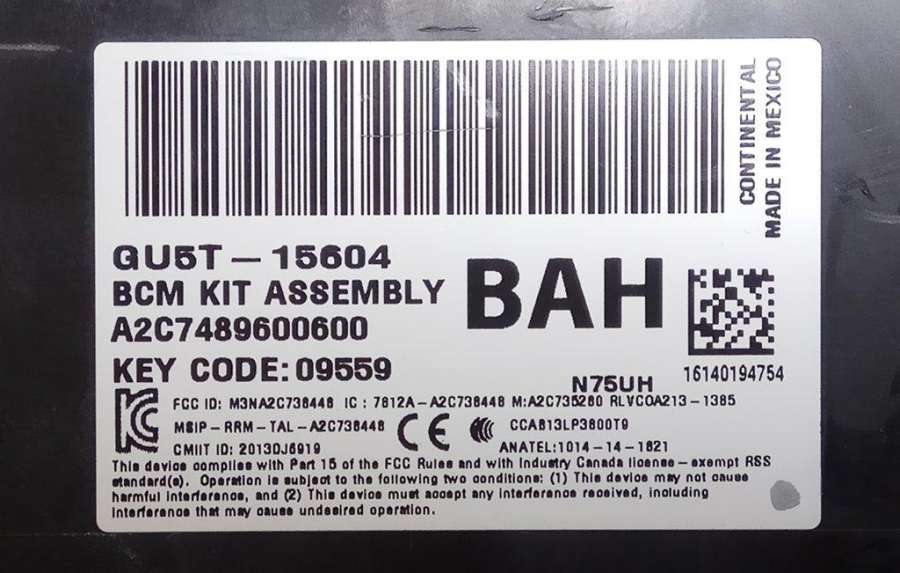 CONTINENTAL
MADE IN MEXICO
GU5T-15604
BAH
BCM KIT ASSEMBLY
A2C7489600600
KEY CODE: 09559
16140194754
N75UH
FCC ID: M3NA2C738448 IC: 7812A-A2C738448 M:A2C735280 RLVCOA213-1385
MSIP-RRM-TAL-A2C738448 CE CCAB13LP3800T9
CMIIT ID: 2013DJ6919 ANATEL:1014-14-1821
This device complies with Part 15 of the FCC Rules and with Industry Canada license-exempt RSS
standard(s). Operation is subject to the following two conditions: (1) This device may not cause
harmful interference, and (2) This device must accept any interference received, including
interference that may cause undesired operation.